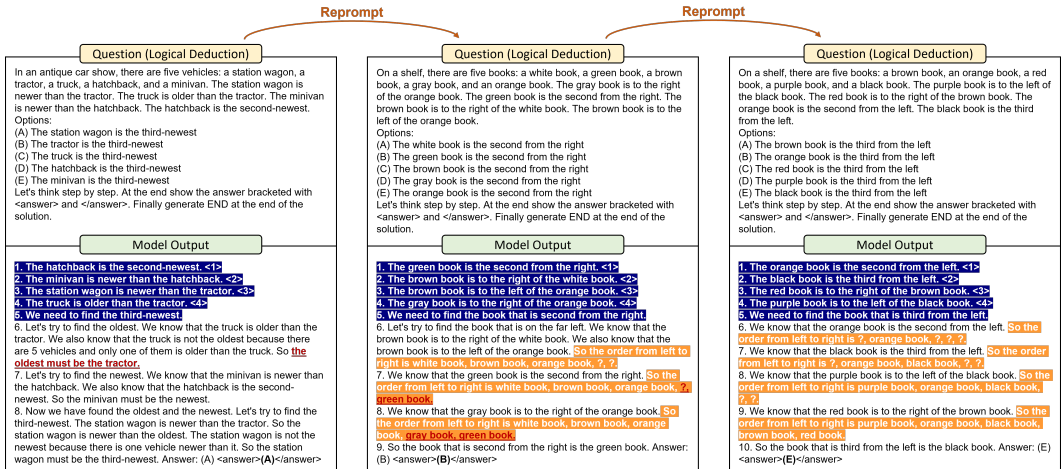 Reprompt
Reprompt
Question (Logical Deduction)
In an antique car show, there are five vehicles: a station wagon, a
tractor, a truck, a hatchback, and a minivan. The station wagon is
newer than the tractor. The truck is older than the tractor. The minivan
is newer than the hatchback. The hatchback is the second-newest.
Options:
(A) The station wagon is the third-newest
(B) The tractor is the third-newest
(C) The truck is the third-newest
(D) The hatchback is the third-newest
(E) The minivan is the third-newest
Let's think step by step. At the end show the answer bracketed with
<answer> and </answer>. Finally generate END at the end of the
solution.
Model Output
1. The hatchback is the second-newest. <1>
2. The minivan is newer than the hatchback. <2>
3. The station wagon is newer than the tractor. <3>
4. The truck is older than the tractor. <4>
5. We need to find the third-newest.
6. Let's try to find the oldest. We know that the truck is older than the
tractor. We also know that the truck is not the oldest because there
are 5 vehicles and only one of them is older than the truck. So the
oldest must be the tractor.
7. Let's try to find the newest. We know that the minivan is newer than
the hatchback. We also know that the hatchback is the second-
newest. So the minivan must be the newest.
8. Now we have found the oldest and the newest. Let's try to find the
third-newest. The station wagon is newer than the tractor. So the
station wagon is newer than the oldest. The station wagon is not the
newest because there is one vehicle newer than it. So the station
wagon must be the third-newest. Answer: (A) <answer>(A)</answer>
Question (Logical Deduction)
On a shelf, there are five books: a white book, a green book, a brown
book, a gray book, and an orange book. The gray book is to the right
of the orange book. The green book is the second from the right. The
brown book is to the right of the white book. The brown book is to the
left of the orange book.
Options:
(A) The white book is the second from the right
(B) The green book is the second from the right
(C) The brown book is the second from the right
(D) The gray book is the second from the right
(E) The orange book is the second from the right
Let's think step by step. At the end show the answer bracketed with
<answer> and </answer>. Finally generate END at the end of the
solution.
Model Output
1. The green book is the second from the right. <1>
2. The brown book is to the right of the white book. <2>
3. The brown book is to the left of the orange book. <3>
4. The gray book is to the right of the orange book. <4>
5. We need to find the book that is second from the right.
6. Let's try to find the book that is on the far left. We know that the
brown book is to the right of the white book. We also know that the
brown book is to the left of the orange book. So the order from left to
right is white book, brown book, orange book, ?, ?.
7. We know that the green book is the second from the right. So the
order from left to right is white book, brown book, orange book, ?,
green book.
8. We know that the gray book is to the right of the orange book. So
the order from left to right is white book, brown book, orange
book, gray book, green book.
9. So the book that is second from the right is the green book. Answer:
(B) <answer>(B)</answer>
Question (Logical Deduction)
On a shelf, there are five books: a brown book, an orange book, a red
book, a purple book, and a black book. The purple book is to the left of
the black book. The red book is to the right of the brown book. The
orange book is the second from the left. The black book is the third
from the left.
Options:
(A) The brown book is the third from the left
(B) The orange book is the third from the left
(C) The red book is the third from the left
(D) The purple book is the third from the left
(E) The black book is the third from the left
Let's think step by step. At the end show the answer bracketed with
<answer> and </answer>. Finally generate END at the end of the
solution.
Model Output
1. The orange book is the second from the left. <1>
2. The black book is the third from the left. <2>
3. The red book is to the right of the brown book. <3>
4. The purple book is to the left of the black book. <4>
5. We need to find the book that is third from the left.
6. We know that the orange book is the second from the left. So the
order from left to right is ?, orange book, ?, ?, ?.
7. We know that the black book is the third from the left. So the order
from left to right is ?, orange book, black book, ?, ?.
8. We know that the purple book is to the left of the black book. So the
order from left to right is purple book, orange book, black book,
?, ?.
9. We know that the red book is to the right of the brown book. So the
order from left to right is purple book, orange book, black book,
brown book, red book.
10. So the book that is third from the left is the black book. Answer: (E)
<answer>(E)</answer>